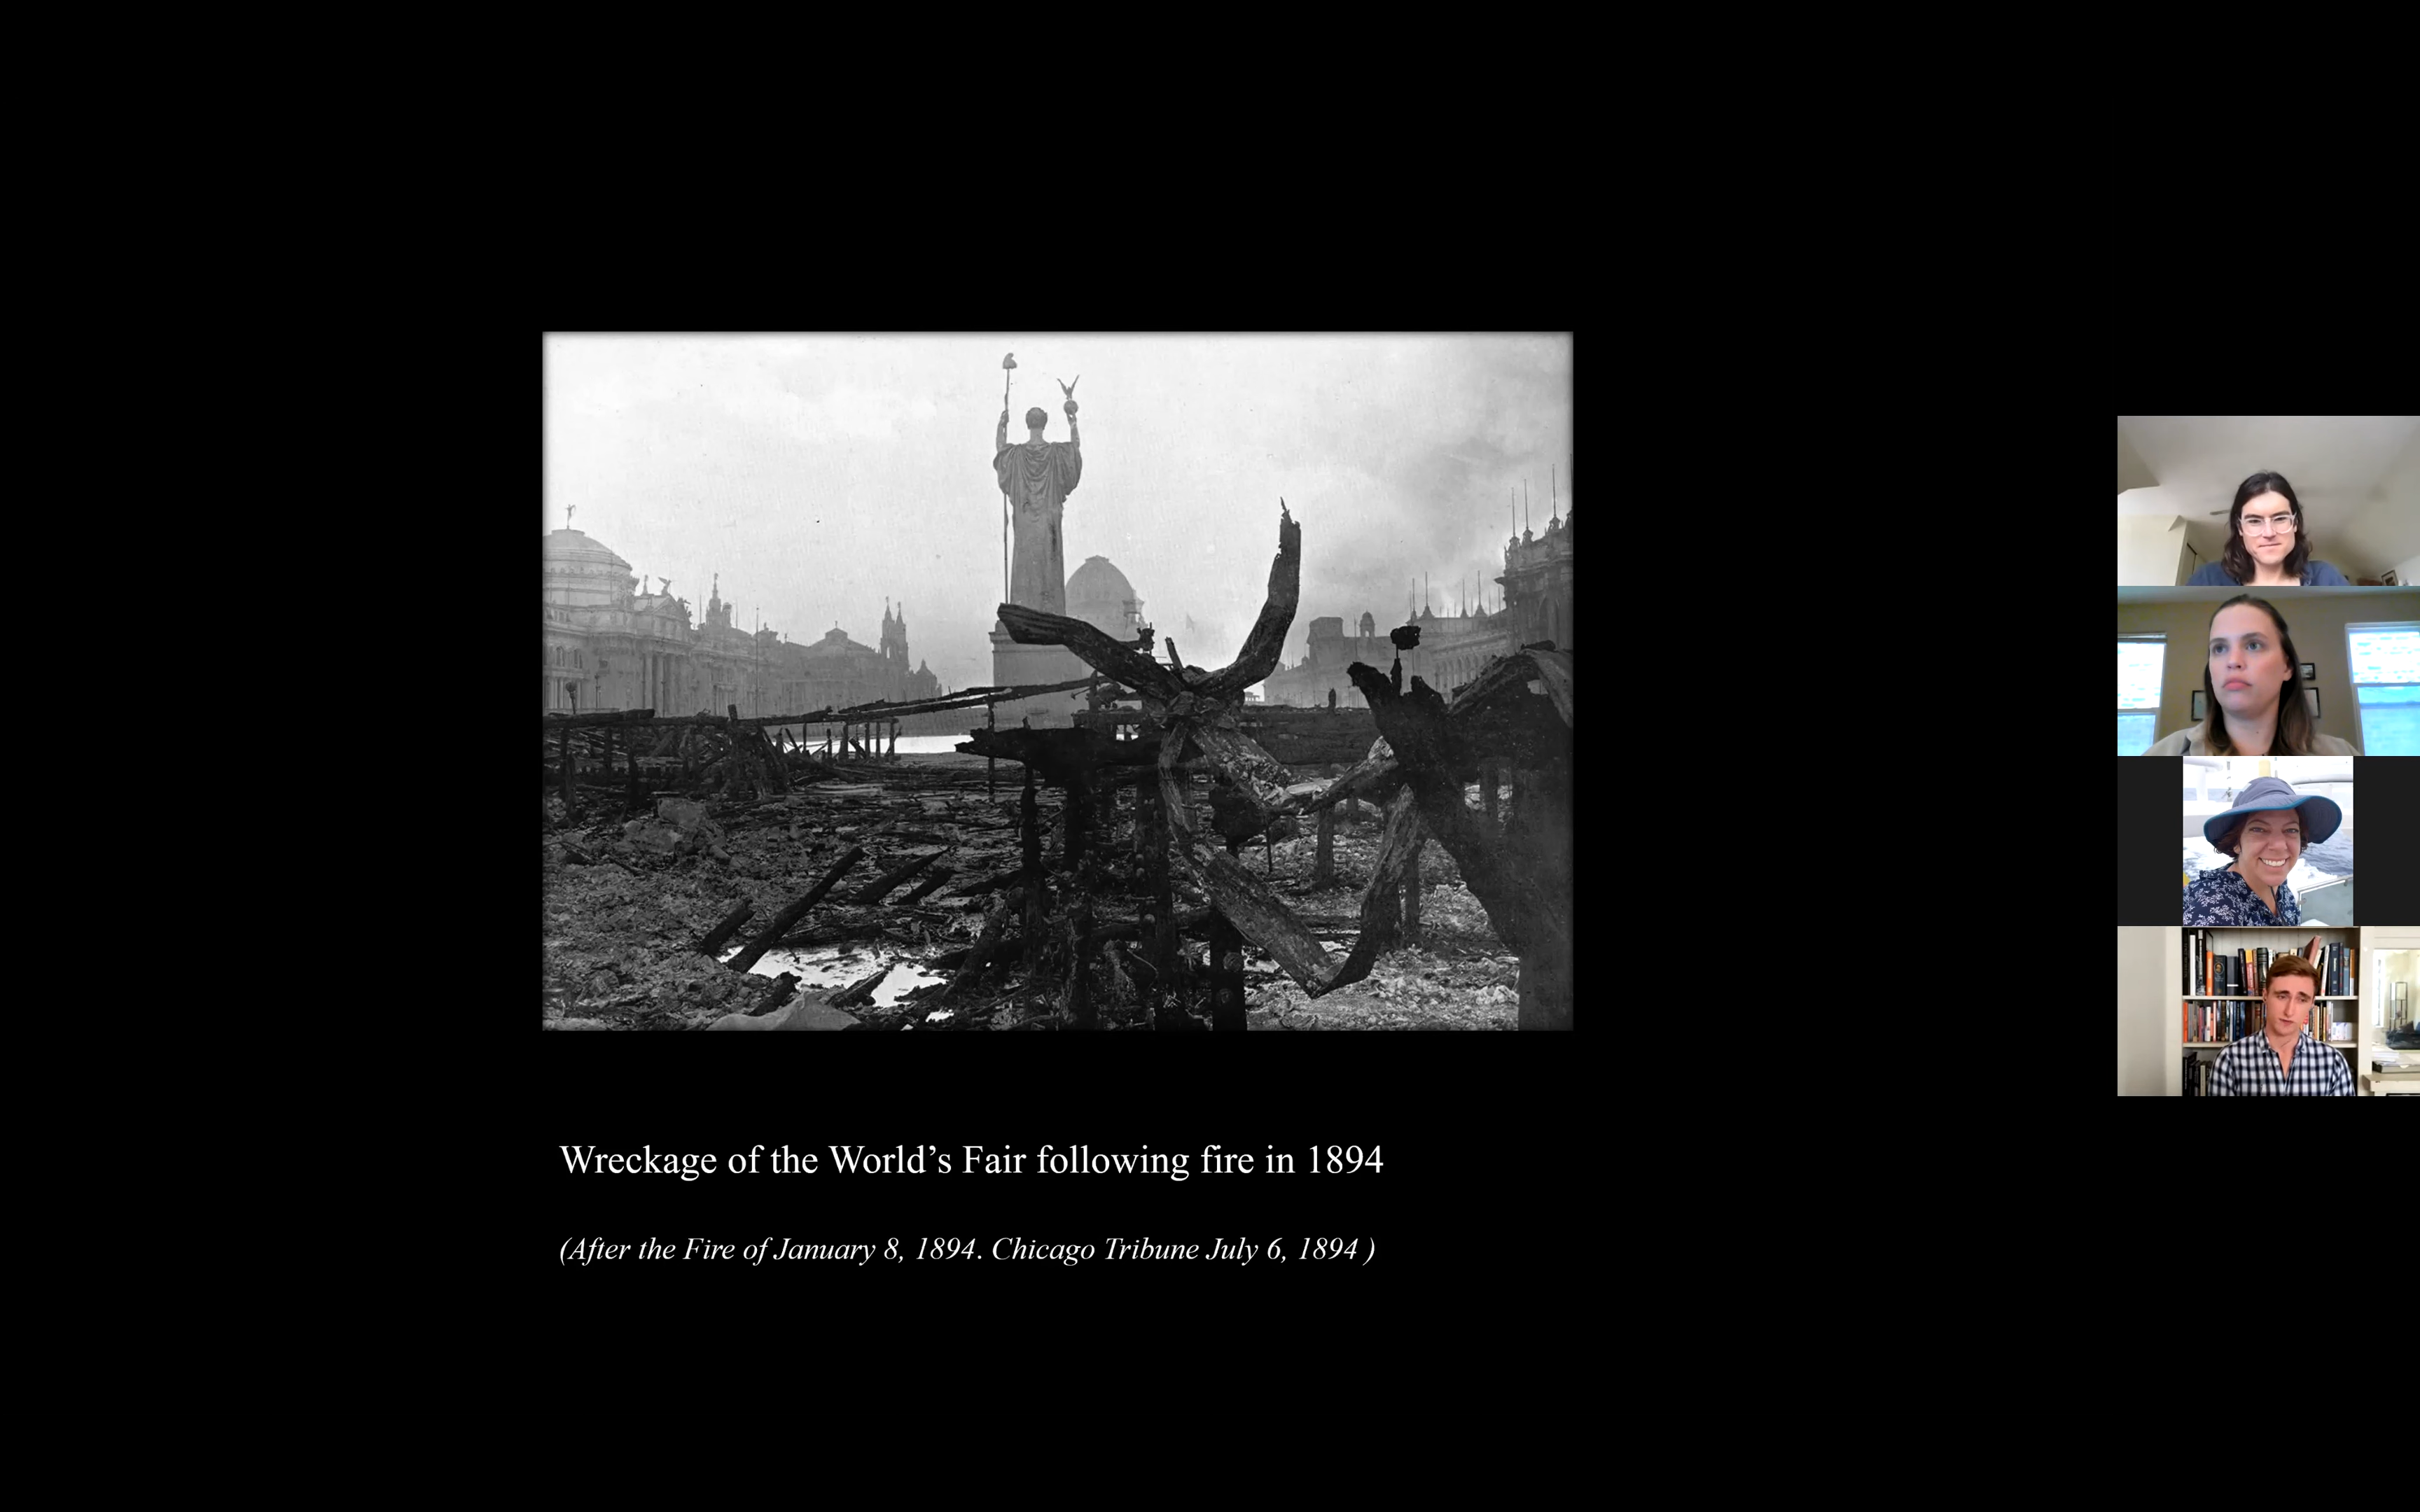 Wreckage of the World’s Fair following fire in 1894
(After the Fire of January 8, 1894. Chicago Tribune July 6, 1894 )